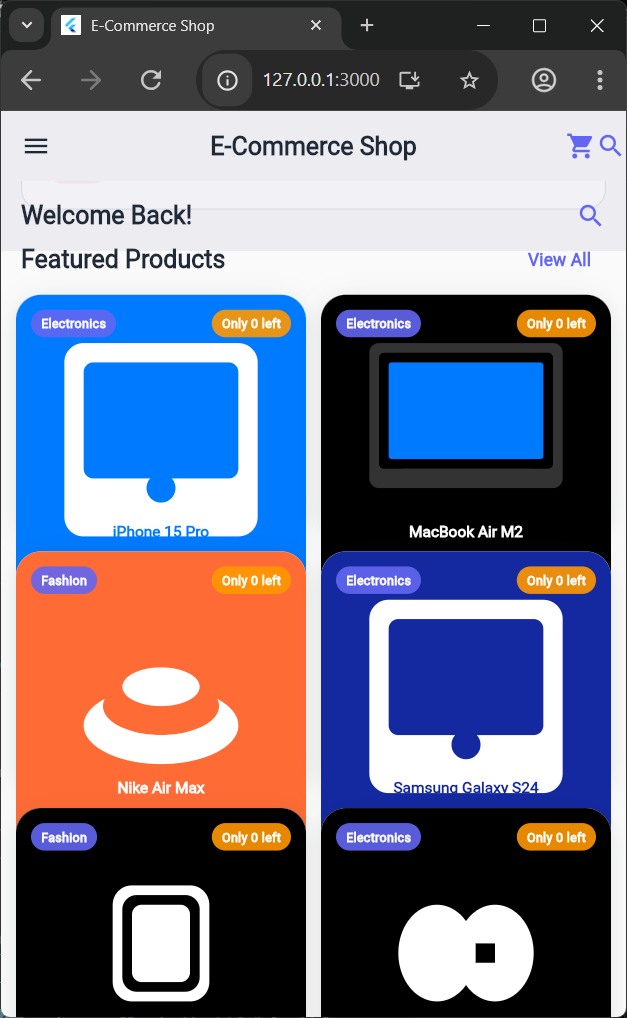 E-Commerce Shop
127.0.0.1:3000
E-Commerce Shop
Welcome Back!
Featured Products
View All
Electronics
Only 0 left
iPhone 15 Pro
Electronics
Only 0 left
MacBook Air M2
Fashion
Only 0 left
Nike Air Max
Electronics
Only 0 left
Samsung Galaxy S24
Fashion
Only 0 left
Electronics
Only 0 left